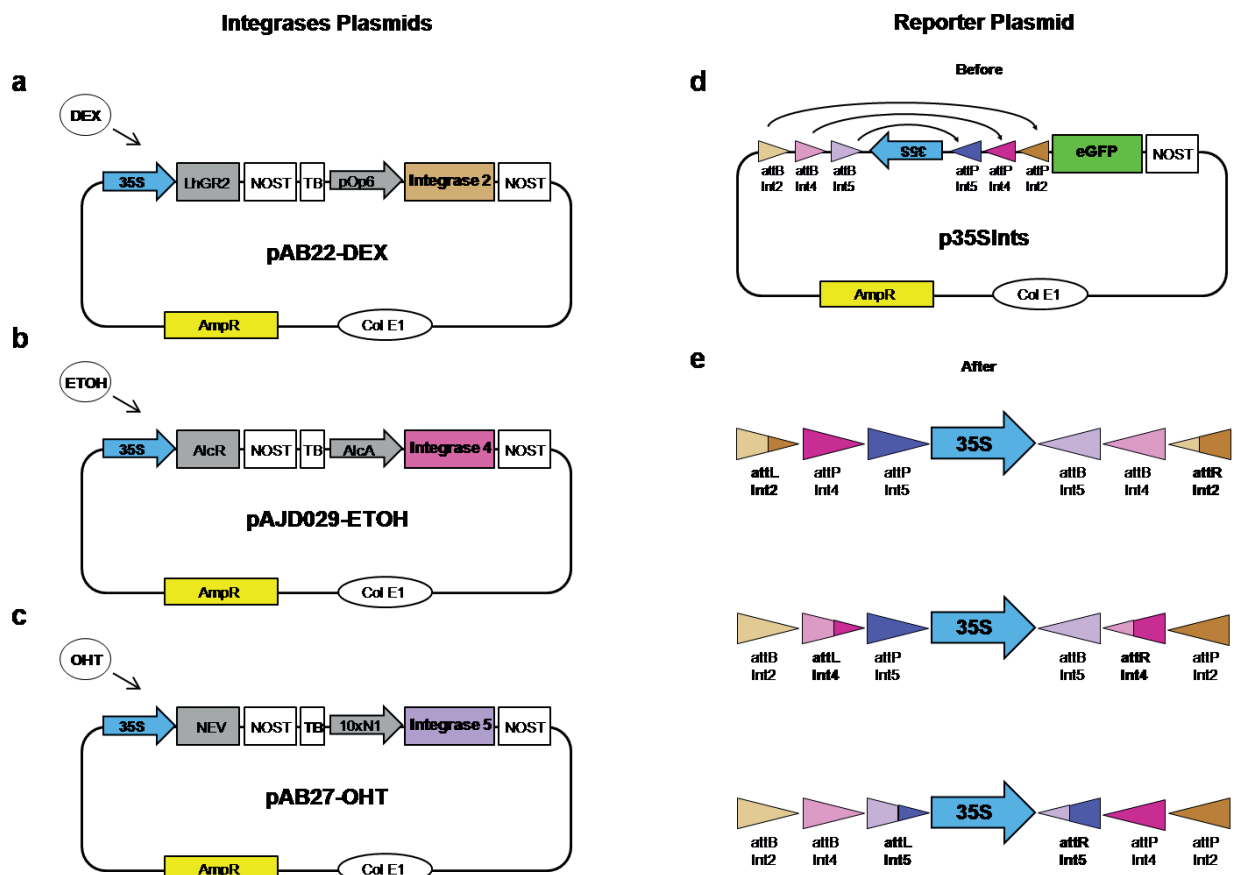 Integrases Plasmids
Reporter Plasmid
a
DEX
35S LhGR2 NOST TB pOp6 Integrase 2 NOST
pAB22-DEX
AmpR Col E1
b
ETOH
35S AlcR NOST TB AlcA Integrase 4 NOST
pAJD029-ETOH
AmpR Col E1
c
OHT
35S NEV NOST TB 10xN1 Integrase 5 NOST
pAB27-OHT
AmpR Col E1
d
Before
35S eGFP NOST
attB attB attB attP attP attP
Int2 Int4 Int5 Int5 Int4 Int2
p35SInts
AmpR Col E1
e
After
35S
attL attP attP attB attB attR
Int2 Int4 Int5 Int5 Int4 Int2
35S
attB attL attP attB attR attP
Int2 Int4 Int5 Int5 Int4 Int2
35S
attB attB attL attR attP attP
Int2 Int4 Int5 Int5 Int4 Int2